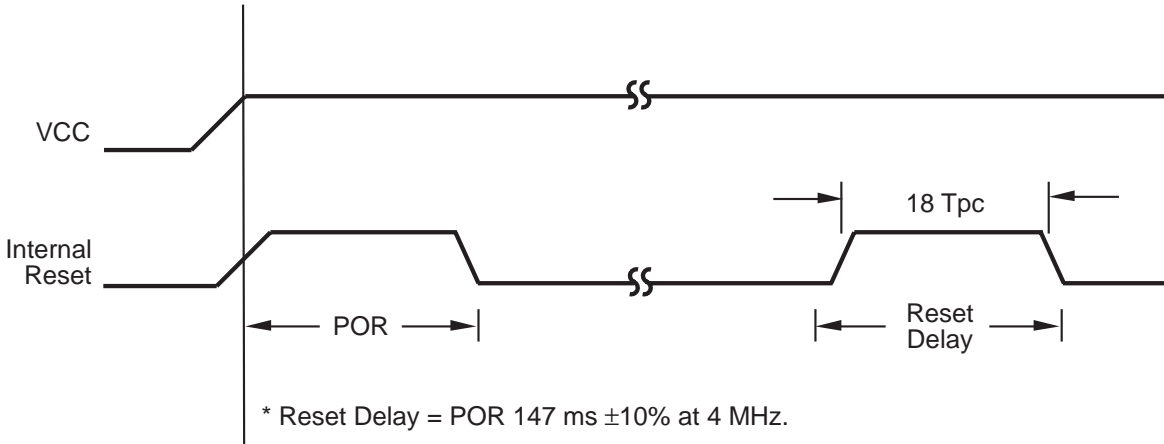 VCC
18 Tpc
Internal
Reset
POR
Reset
Delay
* Reset Delay = POR 147 ms ±10% at 4 MHz.